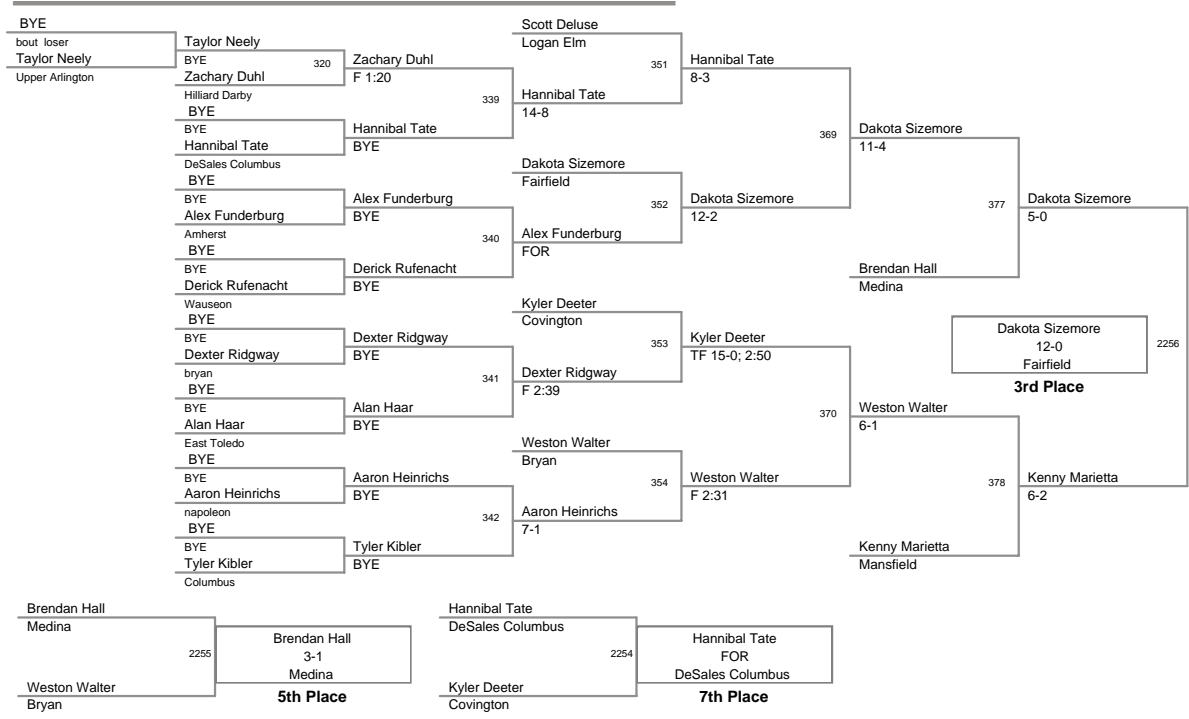 BYE
bout loser
Taylor Neely
Upper Arlington
Taylor Neely
BYE
320
Zachary Duhl
Hilliard Darby
BYE
BYE
Hannibal Tate
DeSales Columbus
BYE
BYE
Alex Funderburg
Amherst
BYE
BYE
Derick Rufenacht
Wauseon
BYE
BYE
Dexter Ridgway
bryan
BYE
BYE
Alan Haar
East Toledo
BYE
BYE
Aaron Heinrichs
napoleon
BYE
BYE
Tyler Kibler
Columbus
Zachary Duhl
F 1:20
339
Hannibal Tate
BYE
Alex Funderburg
BYE
340
Derick Rufenacht
BYE
Dexter Ridgway
BYE
341
Alan Haar
BYE
Aaron Heinrichs
BYE
342
Tyler Kibler
BYE
Scott Deluse
Logan Elm
351
Hannibal Tate
14-8
Dakota Sizemore
Fairfield
352
Alex Funderburg
FOR
Kyler Deeter
Covington
353
Dexter Ridgway
F 2:39
Weston Walter
Bryan
354
Aaron Heinrichs
7-1
Hannibal Tate
8-3
369
Dakota Sizemore
12-2
Kyler Deeter
TF 15-0; 2:50
370
Weston Walter
F 2:31
Dakota Sizemore
11-4
377
Brendan Hall
Medina
Weston Walter
6-1
378
Kenny Marietta
Mansfield
Dakota Sizemore
5-0
Dakota Sizemore
12-0
Fairfield
2256
3rd Place
Kenny Marietta
6-2
Brendan Hall
Medina
2255
Weston Walter
Bryan
Brendan Hall
3-1
Medina
5th Place
Hannibal Tate
DeSales Columbus
2254
Kyler Deeter
Covington
Hannibal Tate
FOR
DeSales Columbus
7th Place